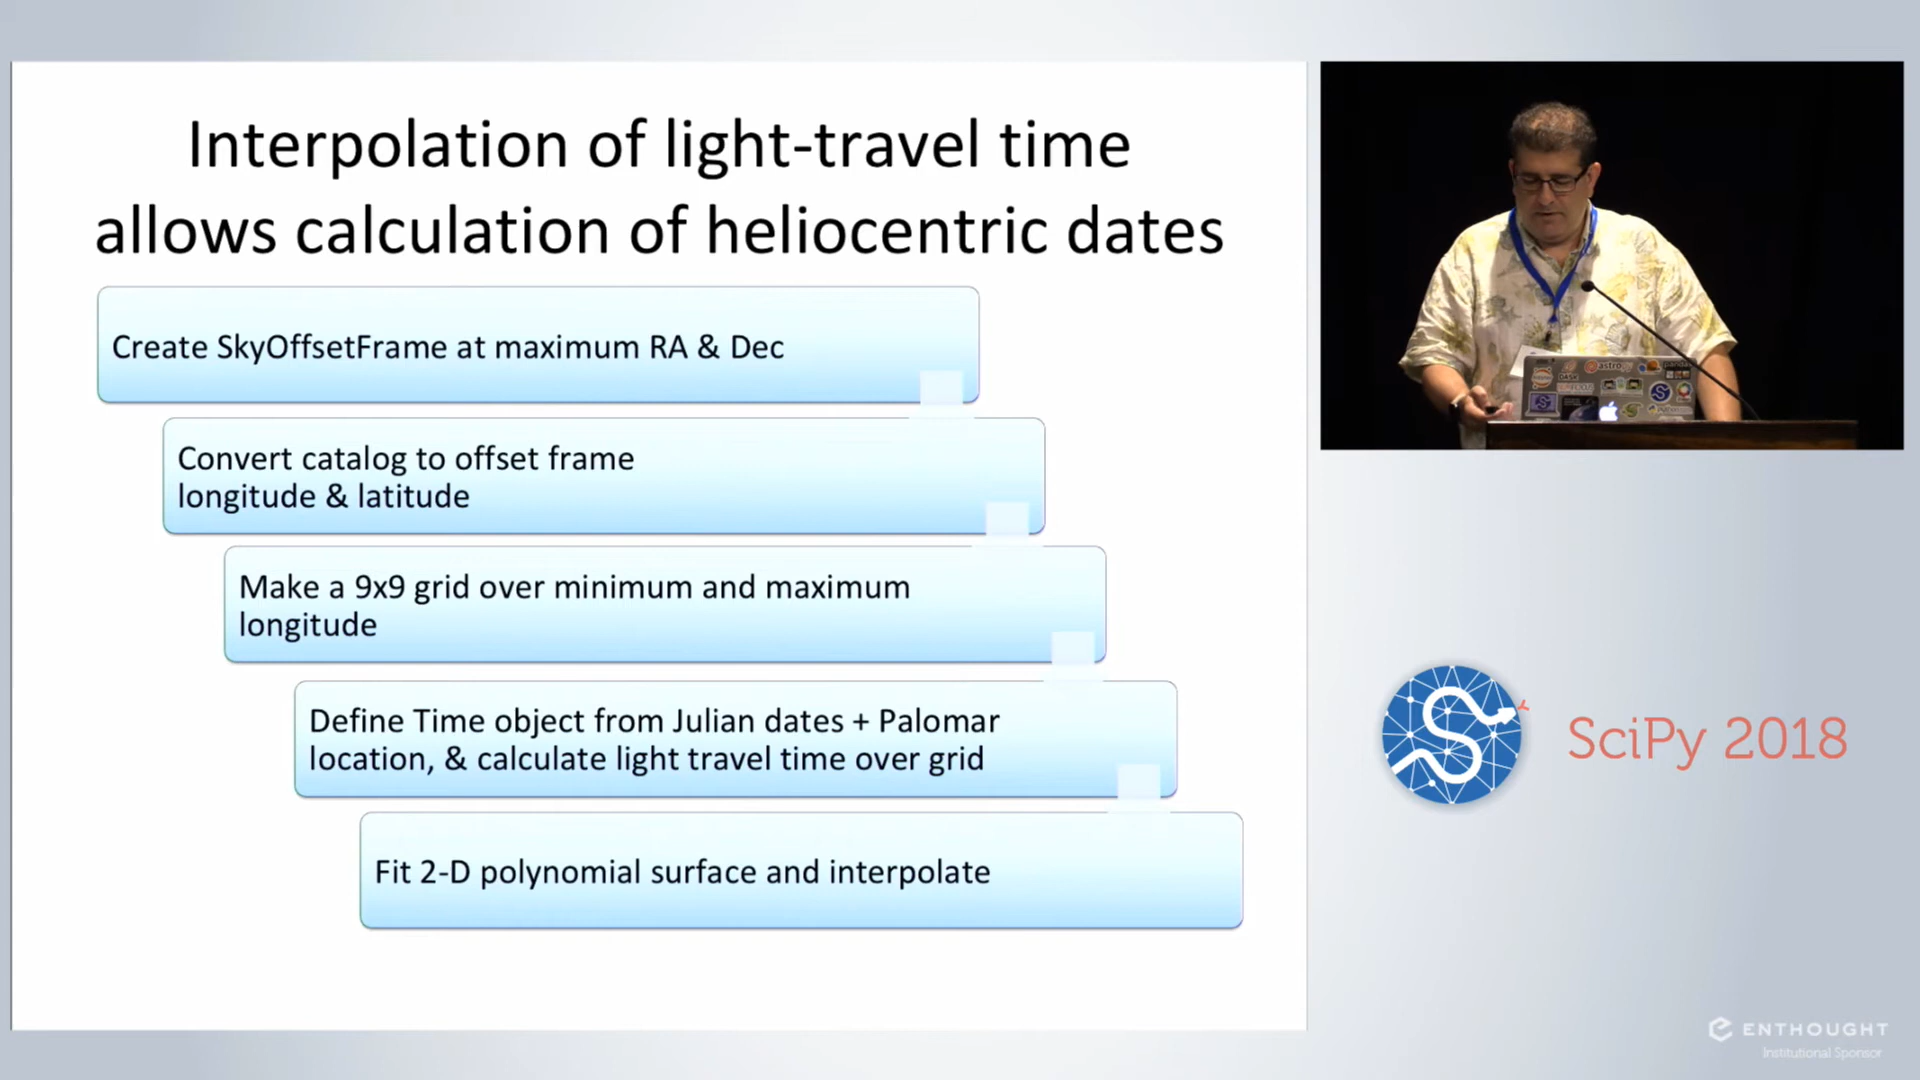 Interpolation of light-travel time
allows calculation of heliocentric dates
Create SkyOffsetFrame at maximum RA & Dec
Convert catalog to offset frame
longitude & latitude
Make a 9x9 grid over minimum and maximum
longitude
Define Time object from Julian dates + Palomar
location, & calculate light travel time over grid
Fit 2-D polynomial surface and interpolate
SciPy 2018
ENTHOUGHT
Institutional Sponsor